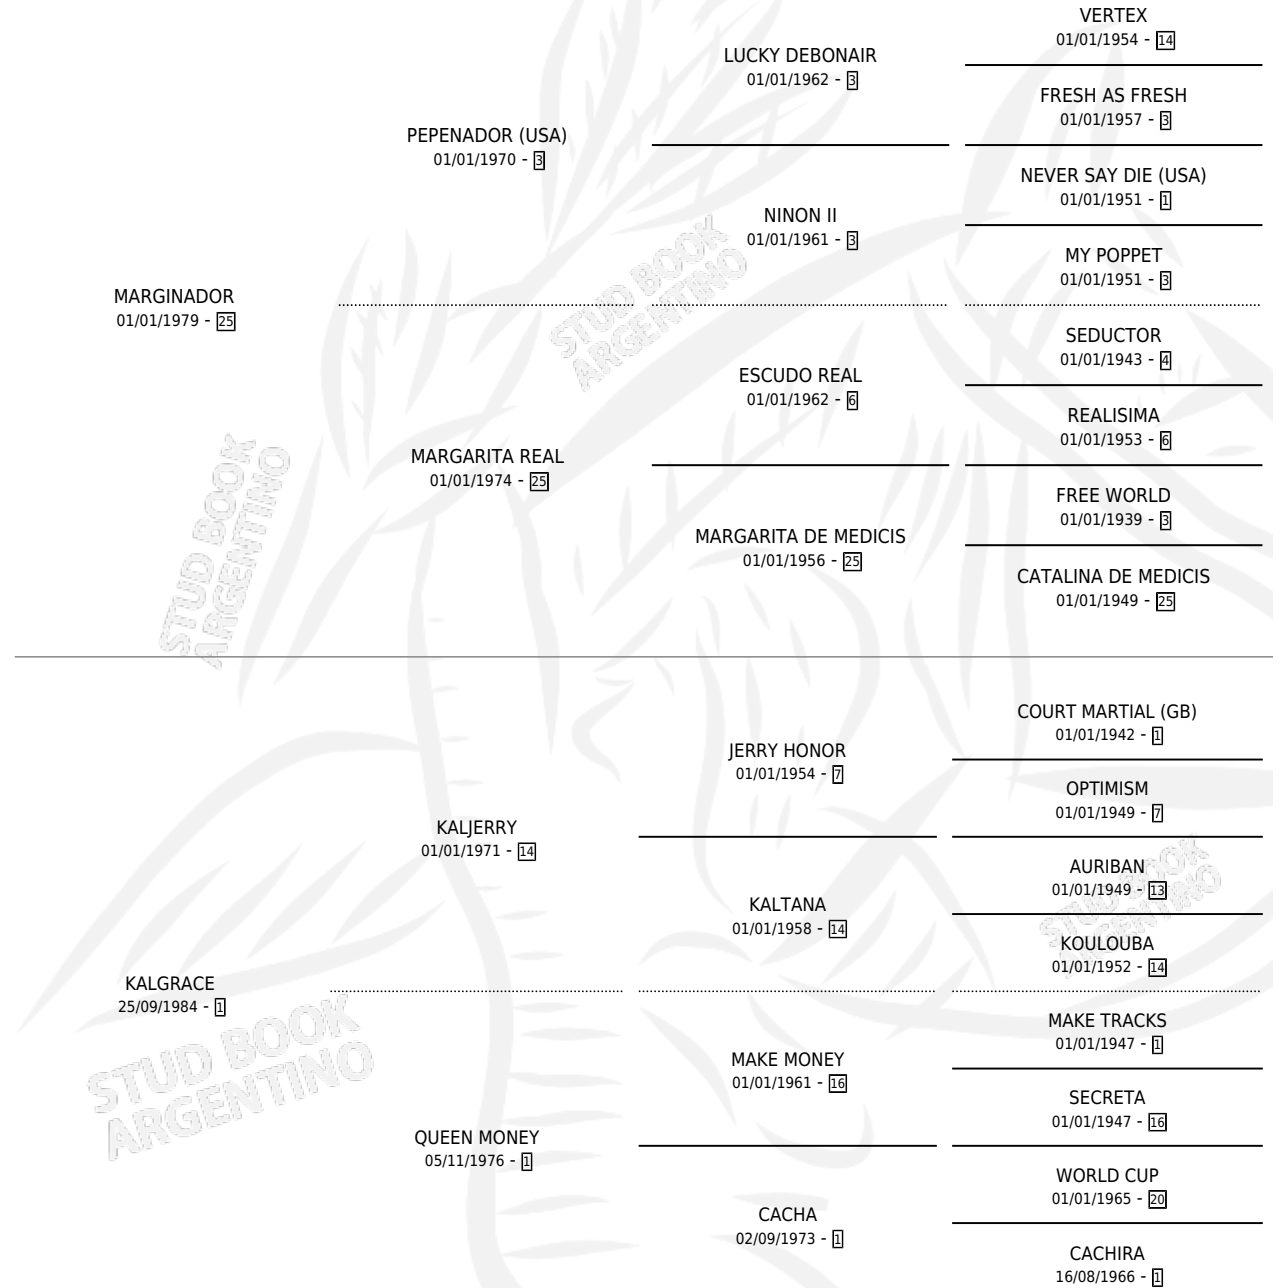 VERTEX
01/01/1954 - 14
LUCKY DEBONAIR
01/01/1962 - 3
FRESH AS FRESH
01/01/1957 - 3
PEPENADOR (USA)
01/01/1970 - 3
NEVER SAY DIE (USA)
01/01/1951 - 1
NINON II
01/01/1961 - 3
MY POPPET
01/01/1951 - 3
MARGINADOR
01/01/1979 - 25
SEDUCTOR
01/01/1943 - 4
ESCUDO REAL
01/01/1962 - 6
REALISIMA
01/01/1953 - 6
MARGARITA REAL
01/01/1974 - 25
FREE WORLD
01/01/1939 - 3
MARGARITA DE MEDICIS
01/01/1956 - 25
CATALINA DE MEDICIS
01/01/1949 - 25
COURT MARTIAL (GB)
01/01/1942 - 1
JERRY HONOR
01/01/1954 - 7
OPTIMISM
01/01/1949 - 7
KALJERRY
01/01/1971 - 14
AURIBAN
01/01/1949 - 13
KALTANA
01/01/1958 - 14
KOULOUBA
01/01/1952 - 14
KALGRACE
25/09/1984 - 1
MAKE TRACKS
01/01/1947 - 1
MAKE MONEY
01/01/1961 - 16
SECRETA
01/01/1947 - 16
QUEEN MONEY
05/11/1976 - 1
WORLD CUP
01/01/1965 - 20
CACHA
02/09/1973 - 1
CACHIRA
16/08/1966 - 1
STUD BOOK
ARGENTINO
STUD BOOK
ARGENTINO
STUD BOOK
ARGENTINO
STUD BOOK
ARGENTINO